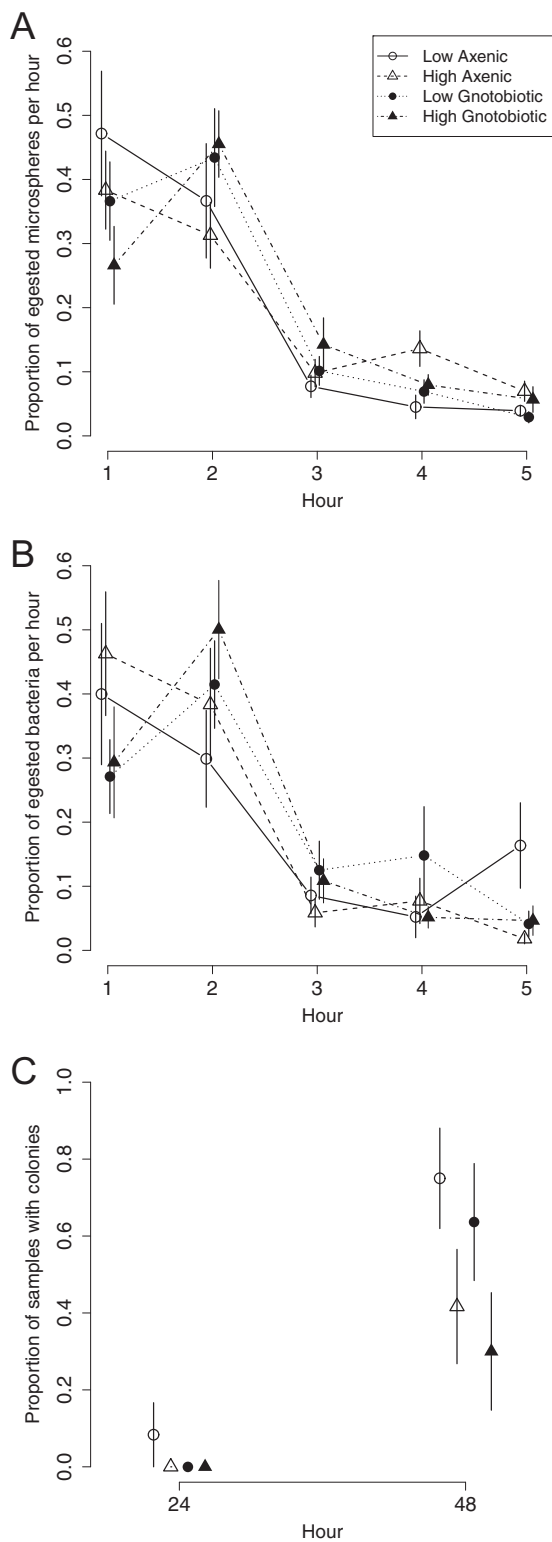 A
Proportion of egested microspheres per hour
0.6
0.5
0.4
0.3
0.2
0.1
0.0
Low Axenic
High Axenic
Low Gnotobiotic
High Gnotobiotic
1 2 3 4 5
Hour
B
Proportion of egested bacteria per hour
0.6
0.5
0.4
0.3
0.2
0.1
0.0
1 2 3 4 5
Hour
C
Proportion of samples with colonies
1.0
0.8
0.6
0.4
0.2
0.0
24 48
Hour